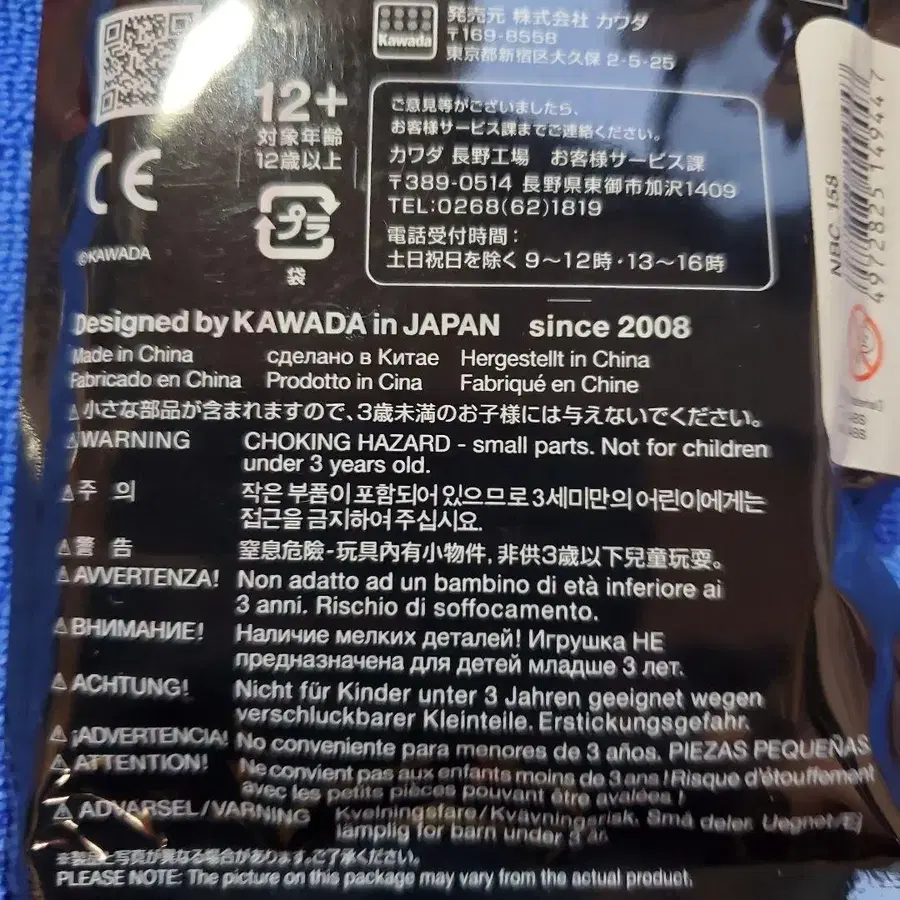 Kawada
発売元 株式会社 カワダ
〒169-8558
東京都新宿区大久保 2-5-25
12+
対象年齢
12歳以上
CE
プラ
袋
©KAWADA
ご意見等がございましたら、
お客様サービス課までご連絡ください。
カワダ 長野工場 お客様サービス課
〒389-0514 長野県東御市加沢1409
TEL:0268(62)1819
電話受付時間:
土日祝日を除く 9〜12時・13〜16時
NBC_158
4972825149447
Designed by KAWADA in JAPAN since 2008
Made in China сделано в Китае Hergestellt in China
Fabricado en China Prodotto in Cina Fabriqué en Chine
⚠小さな部品が含まれますので、3歳未満のお子様には与えないでください。
⚠WARNING CHOKING HAZARD - small parts. Not for children
under 3 years old.
⚠주 의 작은 부품이 포함되어 있으므로 3세미만의 어린이에게는
접근을 금지하여 주십시요.
⚠警 告 窒息危險-玩具內有小物件, 非供3歲以下兒童玩耍。
⚠AVVERTENZA! Non adatto ad un bambino di età inferiore ai
3 anni. Rischio di soffocamento.
⚠ВНИМАНИЕ! Наличие мелких деталей! Игрушка НЕ
предназначена для детей младше 3 лет.
⚠ACHTUNG! Nicht für Kinder unter 3 Jahren geeignet wegen
verschluckbarer Kleinteile. Erstickungsgefahr.
⚠¡ADVERTENCIA! No conveniente para menores de 3 años. PIEZAS PEQUEÑAS
⚠ATTENTION! Ne convient pas aux enfants moins de 3 ans ! Risque d'étouffement
avec les petits pièces pouvant être avalées !
⚠ADVARSEL/VARNING Kvelningsfare/Kvävningsrisk. Små deler. Uegnet/Ej
lämplig for barn under 3 år.
※製品と写真が異なる場合があります。ご了承ください。
PLEASE NOTE: The picture on this package may vary from the actual product.